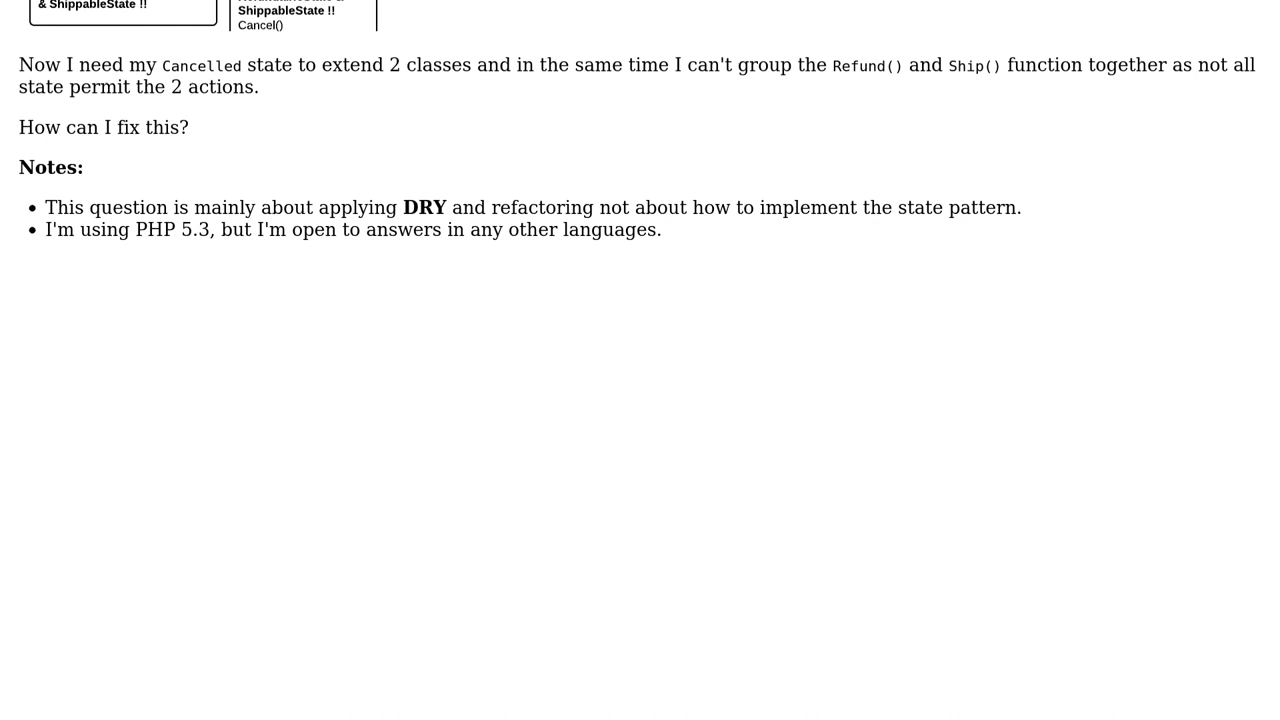 & ShippableState !!
ShippableState !!
Cancel()
Now I need my Cancelled state to extend 2 classes and in the same time I can't group the Refund() and Ship() function together as not all
state permit the 2 actions.
How can I fix this?
Notes:
• This question is mainly about applying DRY and refactoring not about how to implement the state pattern.
• I'm using PHP 5.3, but I'm open to answers in any other languages.